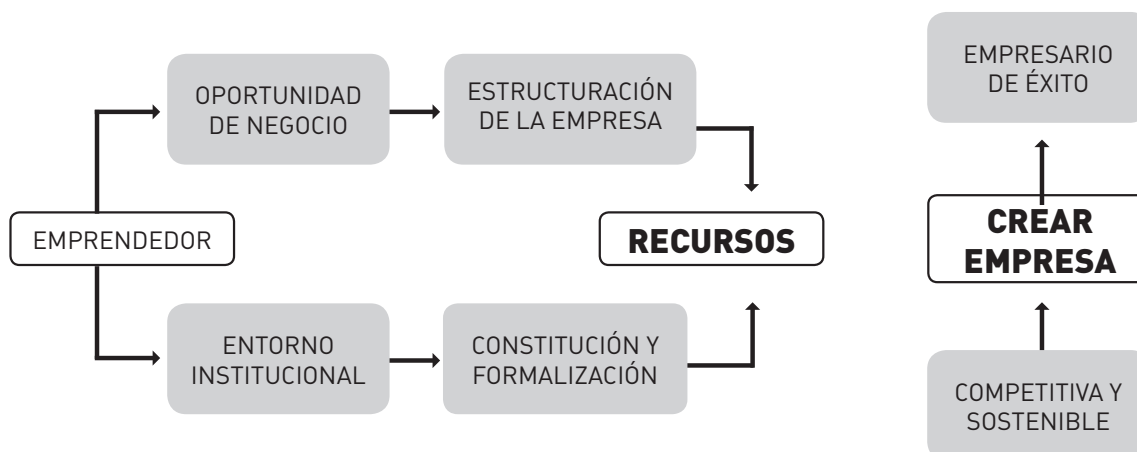 OPORTUNIDAD
DE NEGOCIO
ESTRUCTURACIÓN
DE LA EMPRESA
EMPRENDEDOR
RECURSOS
ENTORNO
INSTITUCIONAL
CONSTITUCIÓN Y
FORMALIZACIÓN
EMPRESARIO
DE ÉXITO
CREAR
EMPRESA
COMPETITIVA Y
SOSTENIBLE